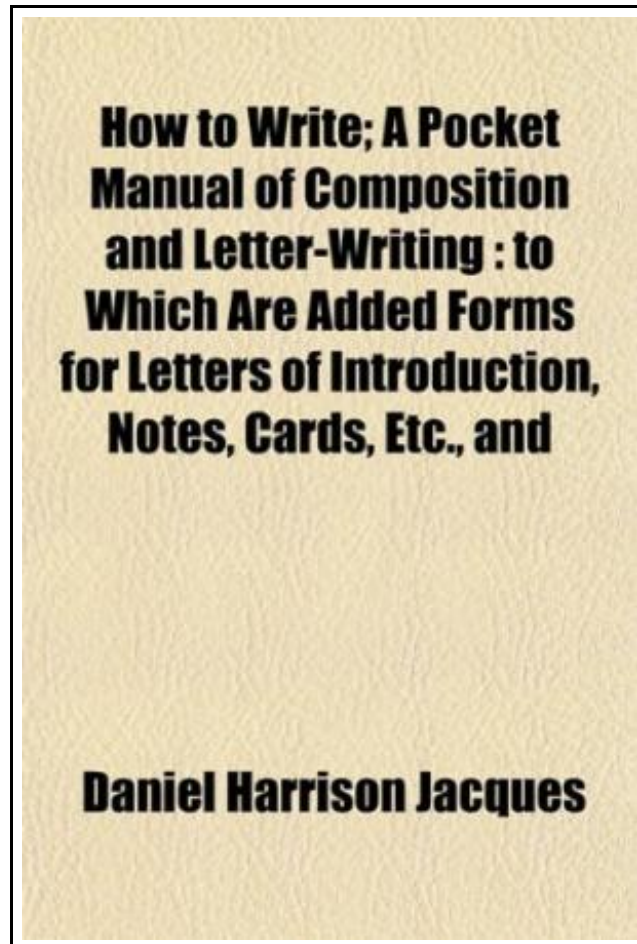 How to Write; A Pocket
Manual of Composition
and Letter-Writing : to
Which Are Added Forms
for Letters of Introduction,
Notes, Cards, Etc., and
Daniel Harrison Jacques